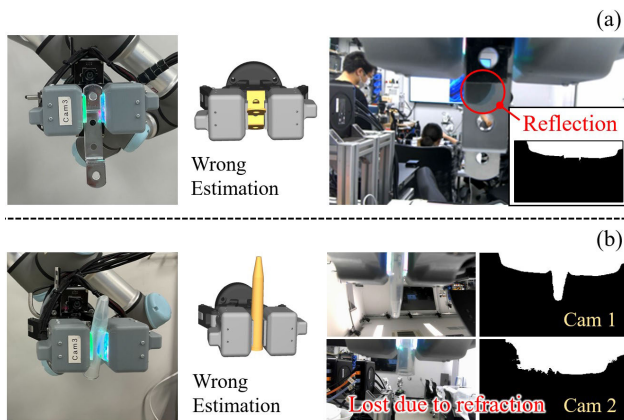 (a)
Cam3
Wrong
Estimation
Reflection
(b)
Cam3
Wrong
Estimation
Cam 1
Lost due to refraction
Cam 2